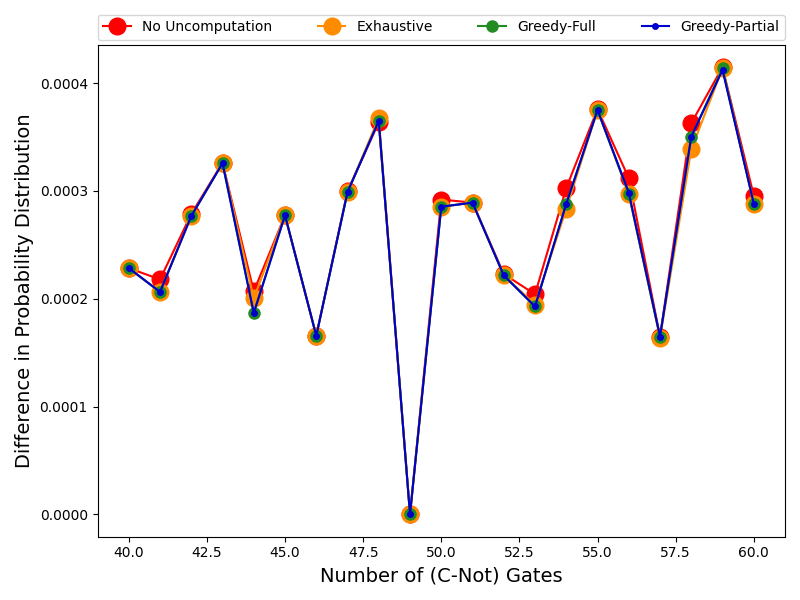 No Uncomputation Exhaustive Greedy-Full Greedy-Partial
Difference in Probability Distribution
0.0004
0.0003
0.0002
0.0001
0.0000
40.0 42.5 45.0 47.5 50.0 52.5 55.0 57.5 60.0
Number of (C-Not) Gates